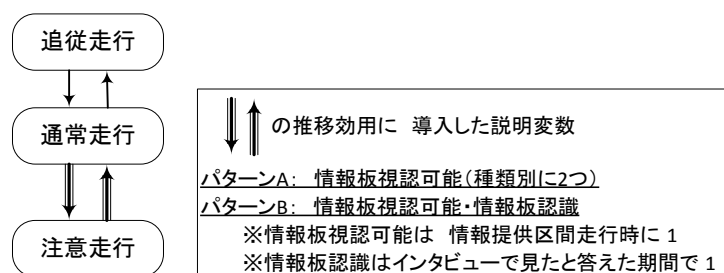 追従走行
通常走行
注意走行
の推移効用に 導入した説明変数
パターンA: 情報板視認可能(種類別に2つ)
パターンB: 情報板視認可能・情報板認識
※情報板視認可能は 情報提供区間走行時に 1
※情報板認識はインタビューで見たと答えた期間で 1